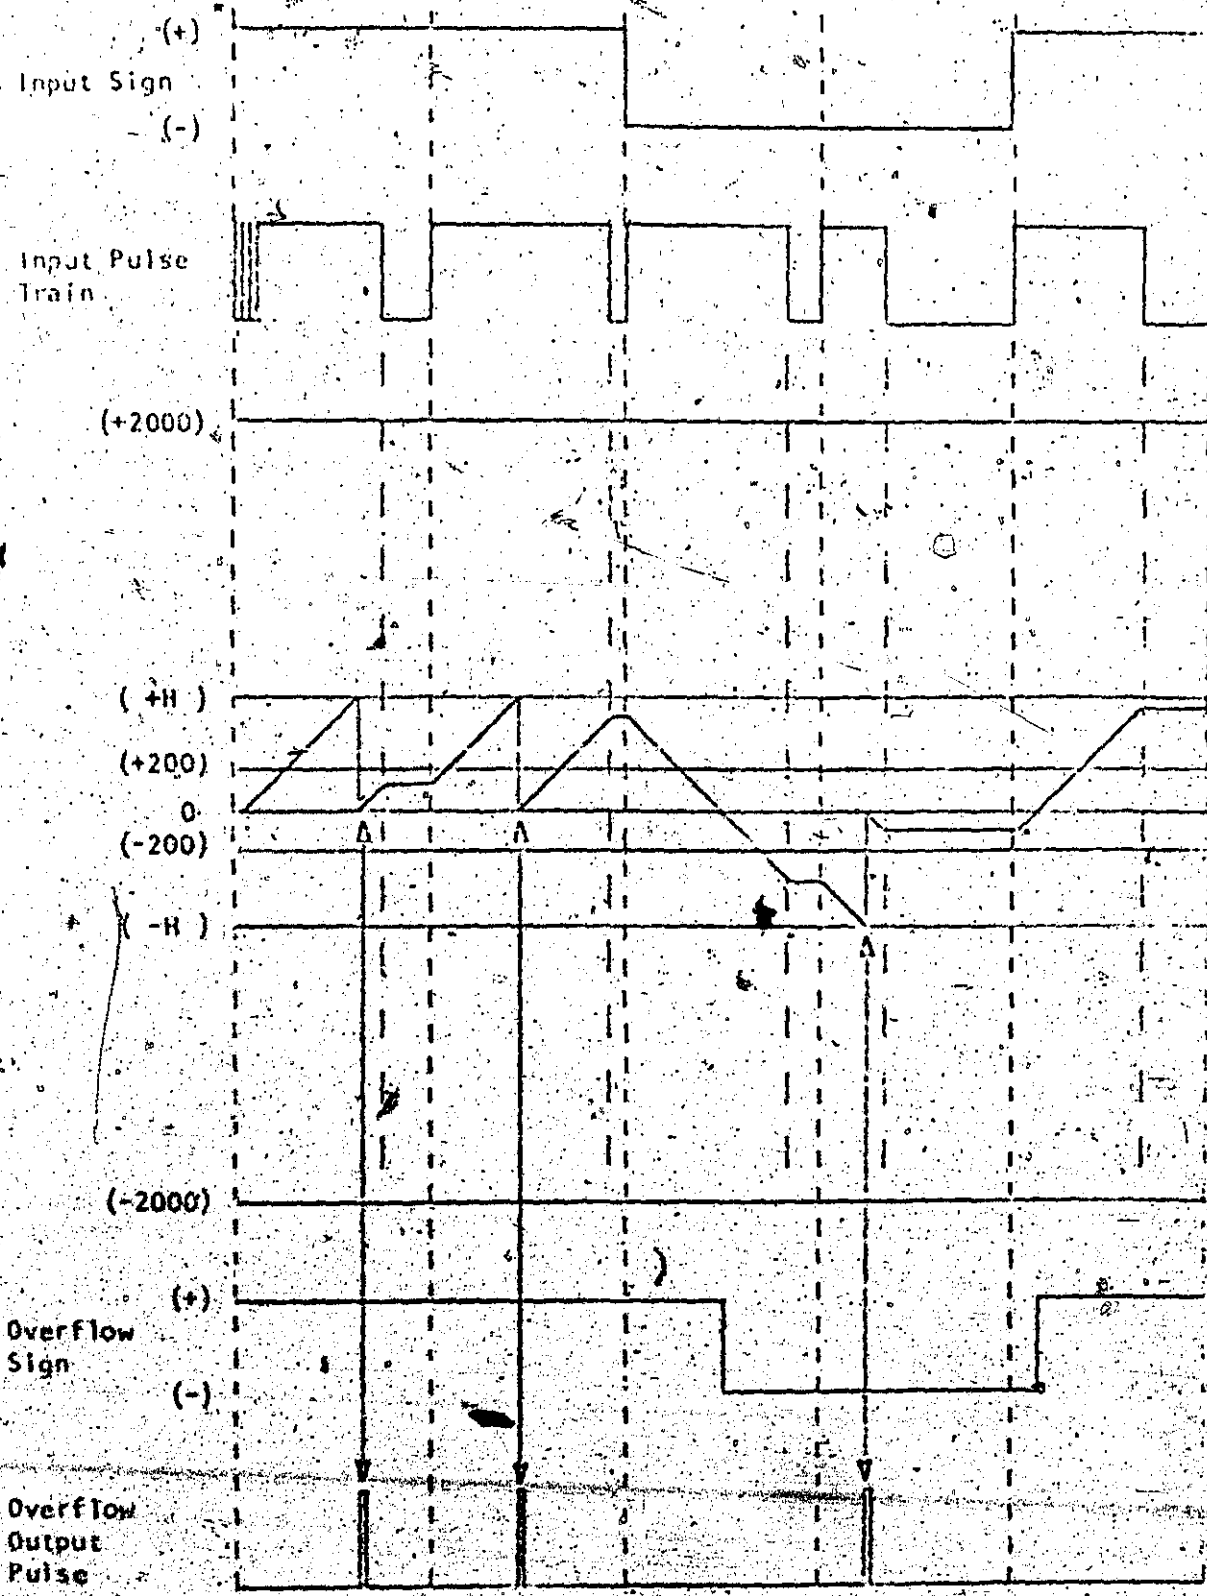 (+)
Input Sign
(-)
Input Pulse
Train
(+2000)
( +H )
(+200)
0
(-200)
( -H )
(-2000)
(+)
Overflow
Sign
(-)
Overflow
Output
Pulse